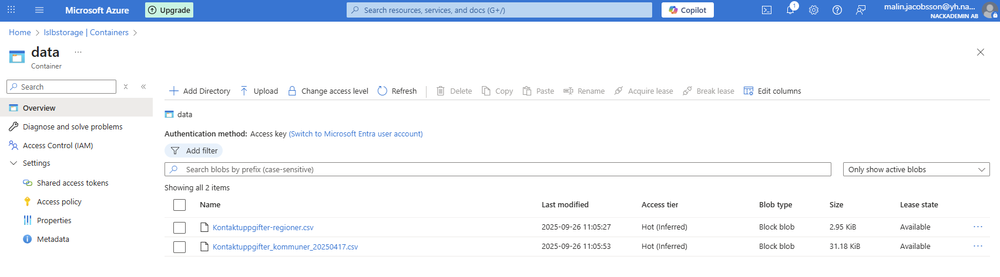 Microsoft Azure
Upgrade
Search resources, services, and docs (G+/)
Copilot
1
malin.jacobsson@yh.na...
NACKADEMIN AB
Home > lslbstorage | Containers >
data ...
Container
Search
Overview
Diagnose and solve problems
Access Control (IAM)
Settings
Shared access tokens
Access policy
Properties
Metadata
Add Directory Upload Change access level Refresh Delete Copy Paste Rename Acquire lease Break lease Edit columns
data
Authentication method: Access key (Switch to Microsoft Entra user account)
Add filter
Search blobs by prefix (case-sensitive)
Only show active blobs
Showing all 2 items
Name Last modified Access tier Blob type Size Lease state
Kontaktuppgifter-regioner.csv 2025-09-26 11:05:27 Hot (Inferred) Block blob 2.95 KiB Available ...
Kontaktuppgifter_kommuner_20250417.csv 2025-09-26 11:05:53 Hot (Inferred) Block blob 31.18 KiB Available ...